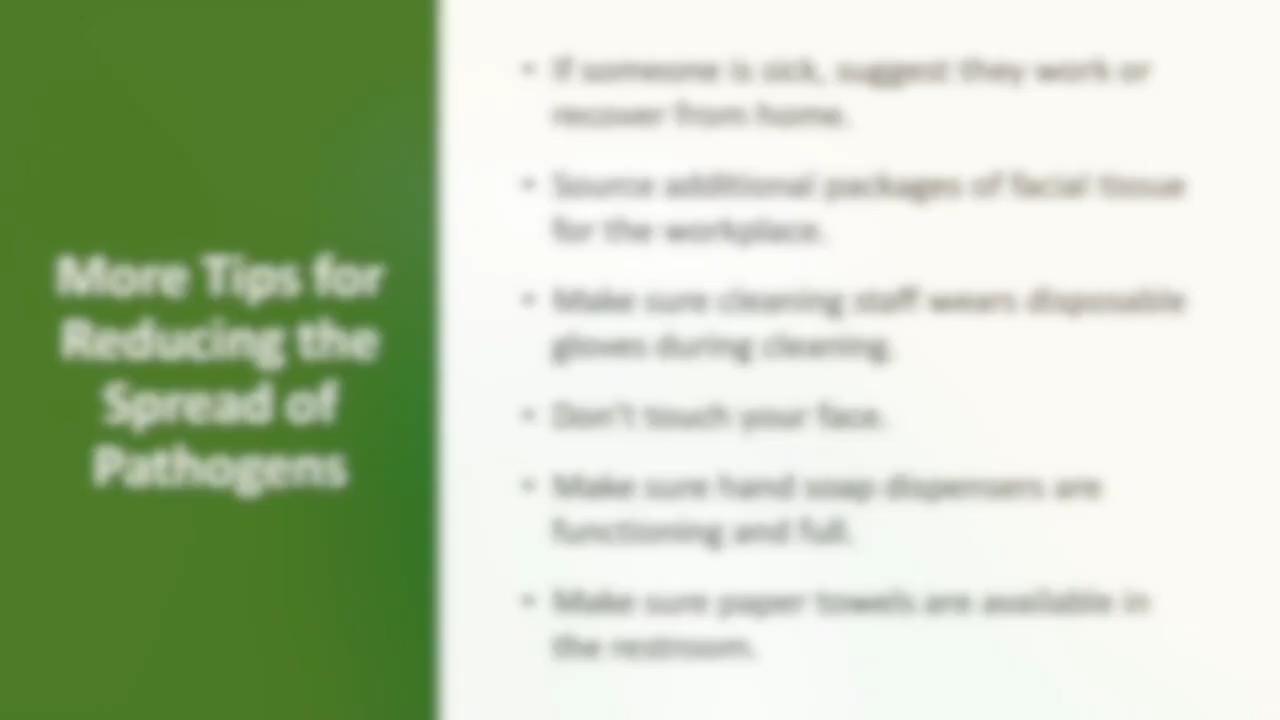 More Tips for
Reducing the
Spread of
Pathogens
• If someone is sick, suggest they work or
recover from home.
• Source additional packages of facial tissue
for the workplace.
• Make sure cleaning staff wears disposable
gloves during cleaning.
• Don't touch your face.
• Make sure hand soap dispensers are
functioning and full.
• Make sure paper towels are available in
the restroom.